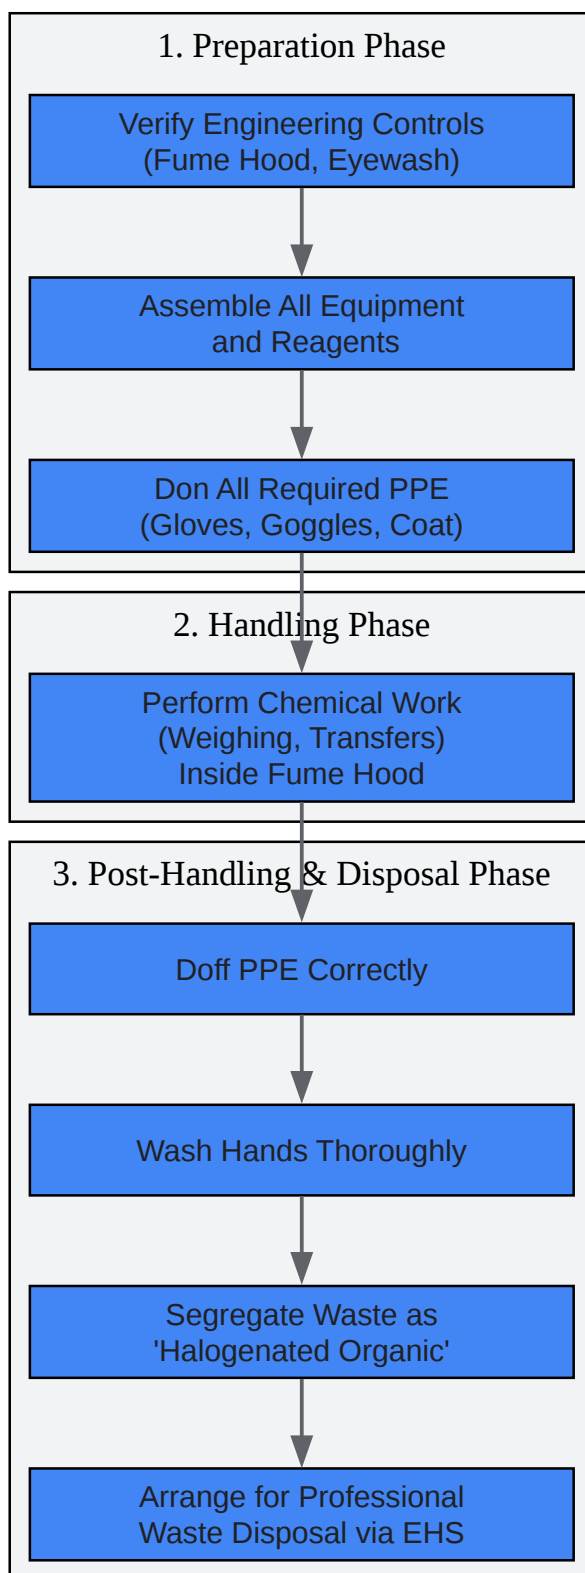 1. Preparation Phase
Verify Engineering Controls
(Fume Hood, Eyewash)
Assemble All Equipment
and Reagents
Don All Required PPE
(Gloves, Goggles, Coat)
2. Handling Phase
Perform Chemical Work
(Weighing, Transfers)
Inside Fume Hood
3. Post-Handling & Disposal Phase
Doff PPE Correctly
Wash Hands Thoroughly
Segregate Waste as
'Halogenated Organic'
Arrange for Professional
Waste Disposal via EHS